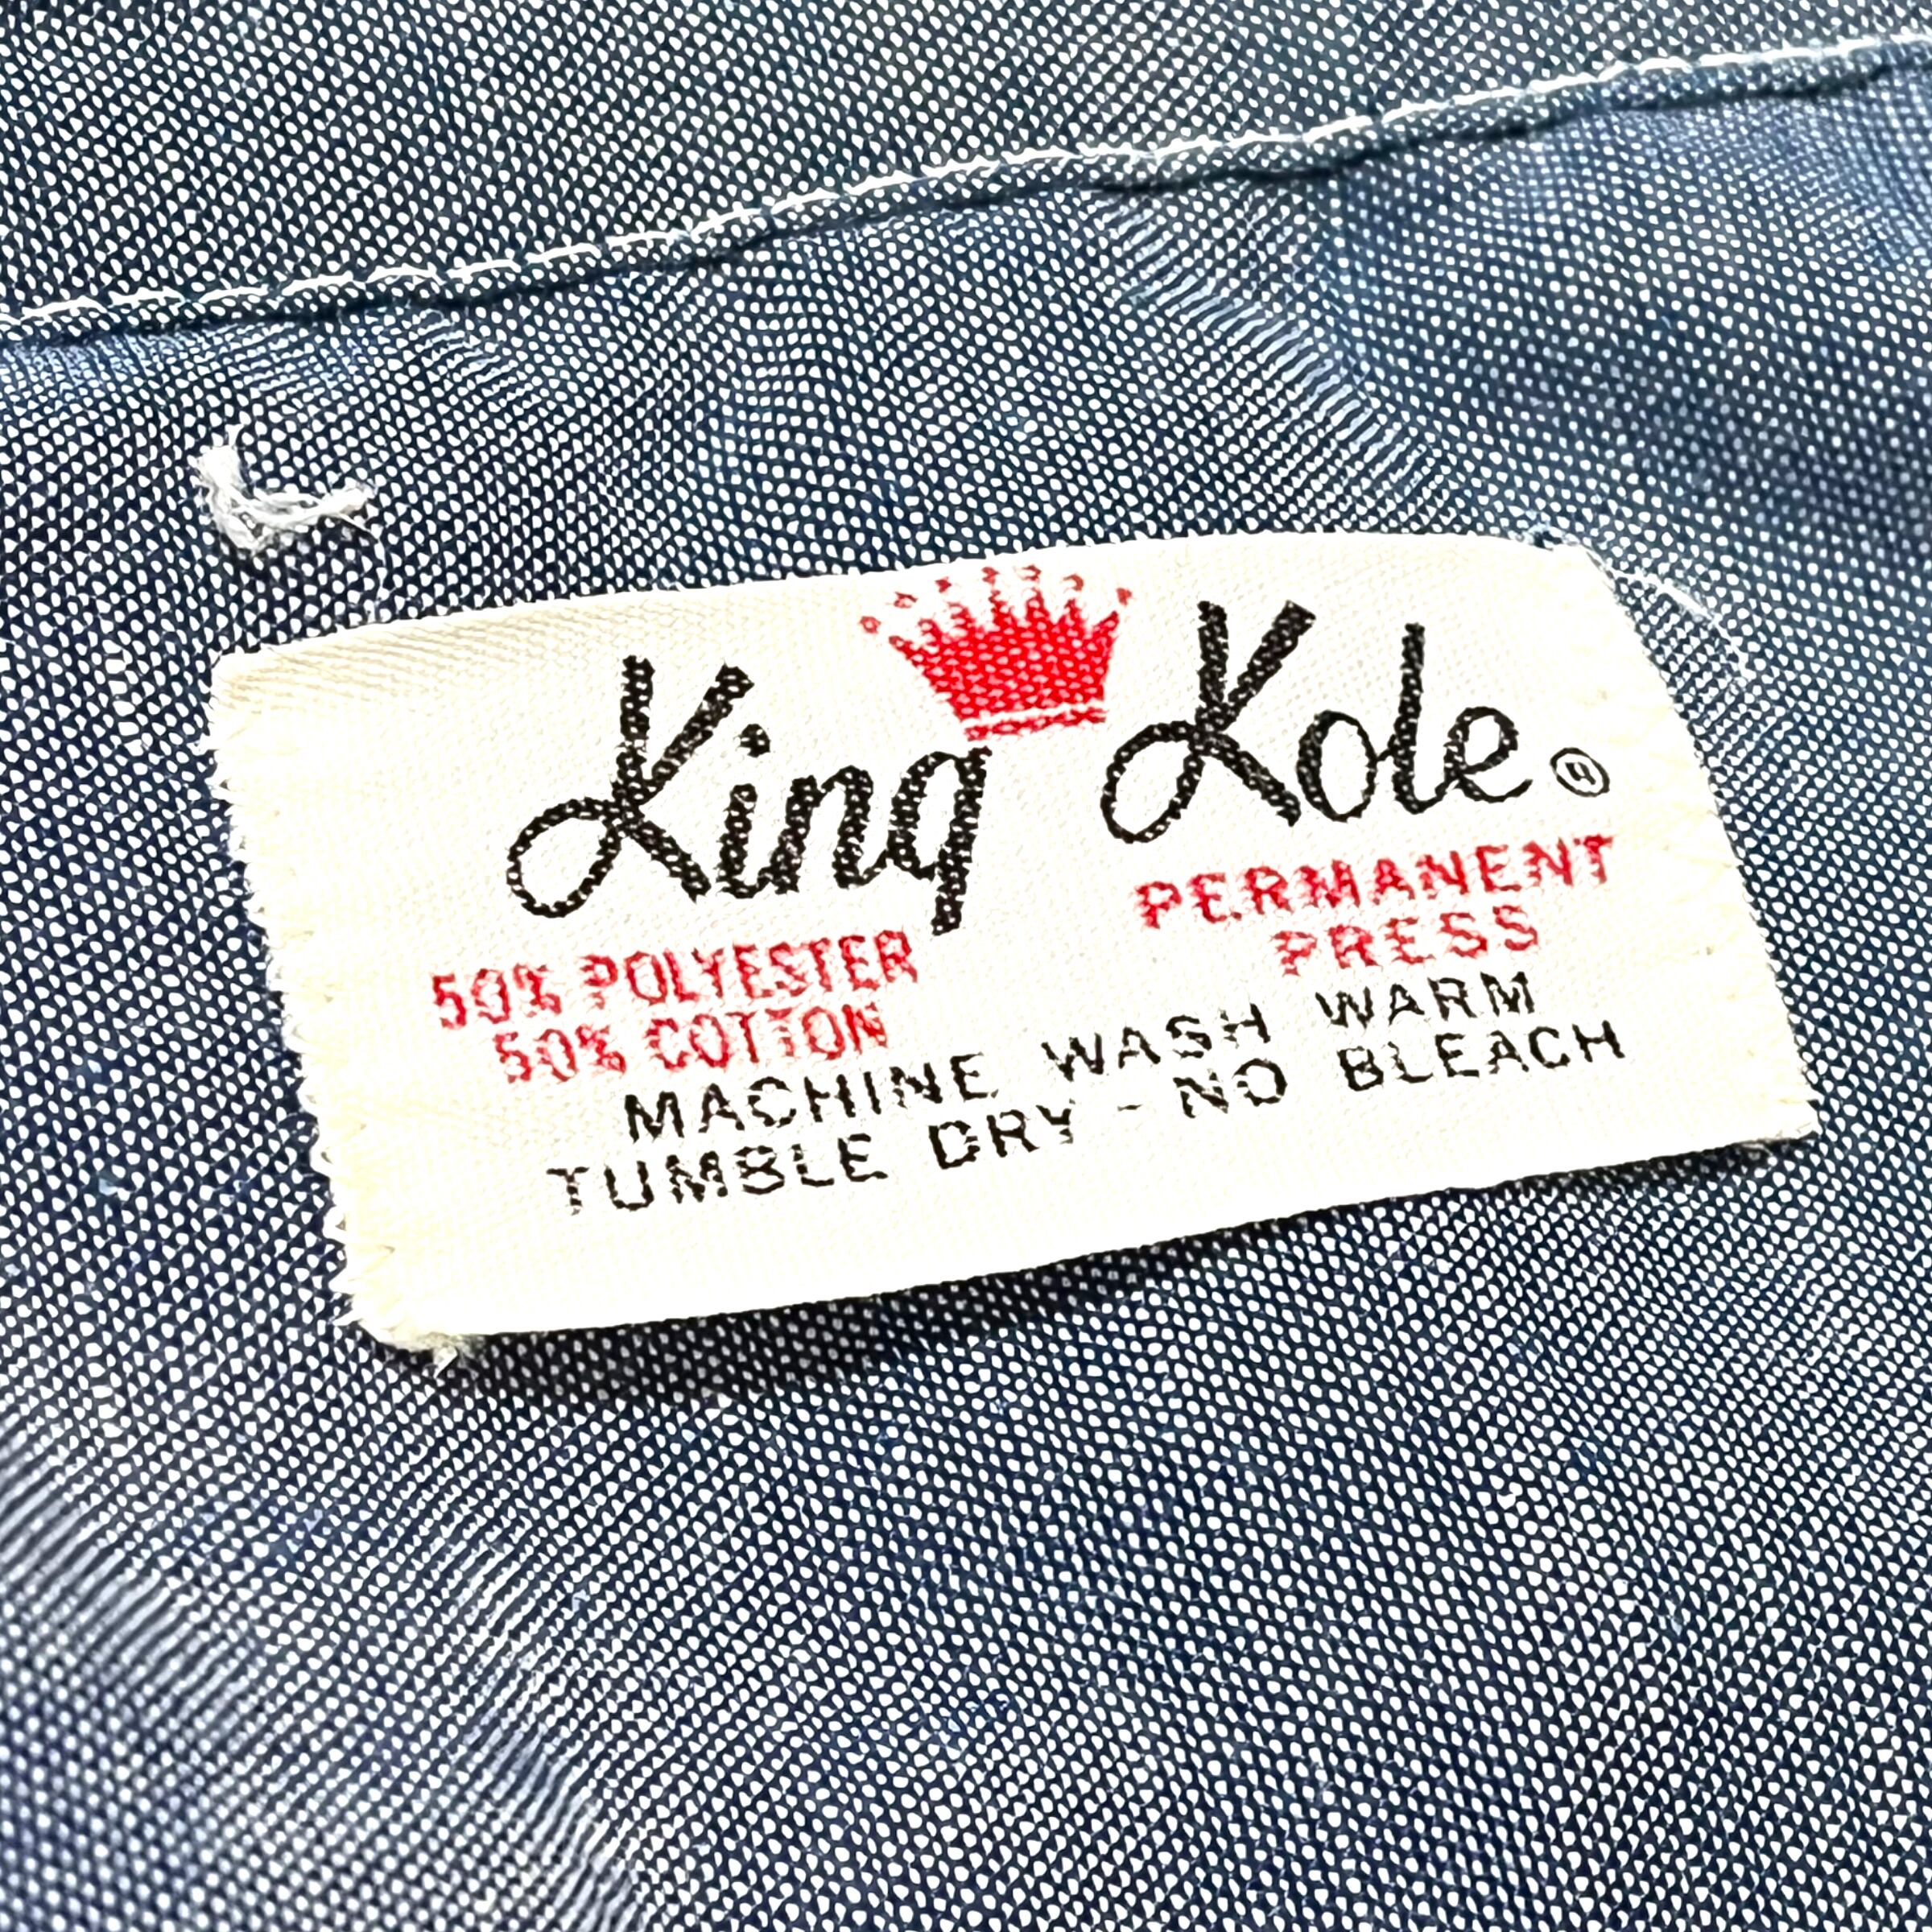 King Kole®
50% POLYESTER
50% COTTON
PERMANENT
PRESS
MACHINE WASH WARM
TUMBLE DRY - NO BLEACH